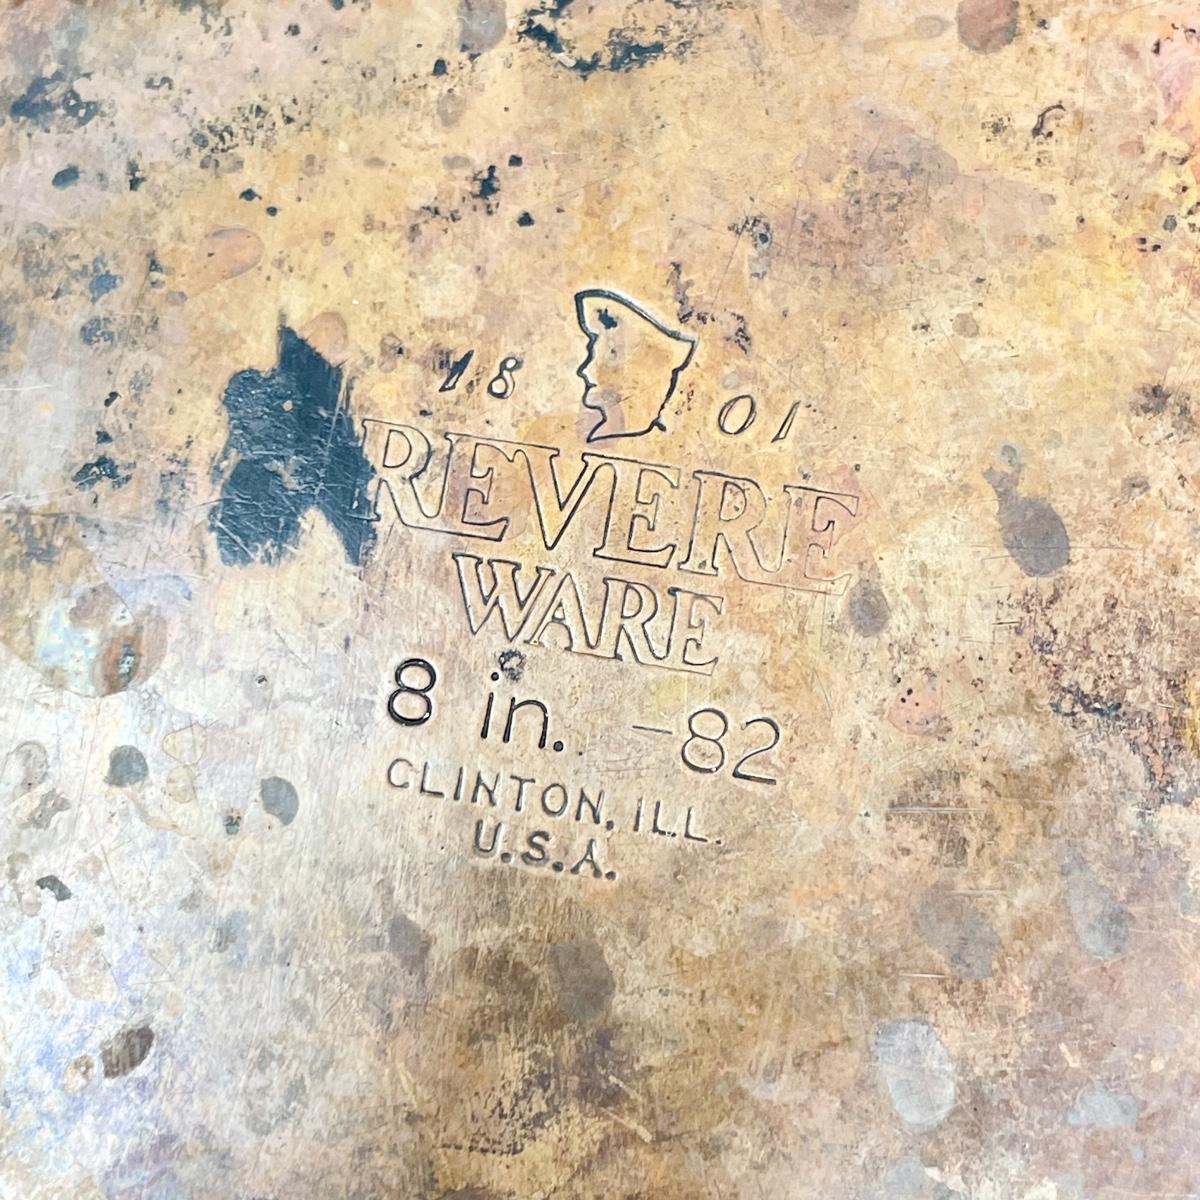 18 01
REVERE
WARE
8 in. -82
CLINTON, ILL.
U.S.A.